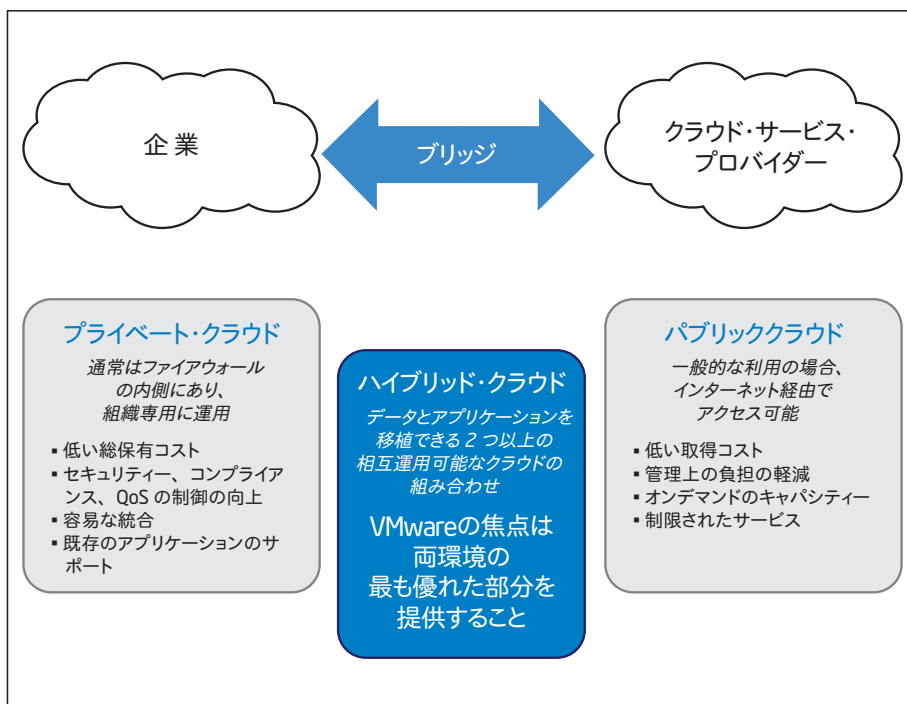 企業
ブリッジ
クラウド・サービス・
プロバイダー
プライベート・クラウド
通常はファイアウォール
の内側にあり、
組織専用に運用
▪ 低い総保有コスト
▪ セキュリティー、コンプライア
ンス、QoS の制御の向上
▪ 容易な統合
▪ 既存のアプリケーションのサ
ポート
ハイブリッド・クラウド
データとアプリケーションを
移植できる 2 つ以上の
相互運用可能なクラウドの
組み合わせ
VMwareの焦点は
両環境の
最も優れた部分を
提供すること
パブリッククラウド
一般的な利用の場合、
インターネット経由で
アクセス可能
▪ 低い取得コスト
▪ 管理上の負担の軽減
▪ オンデマンドのキャパシティー
▪ 制限されたサービス